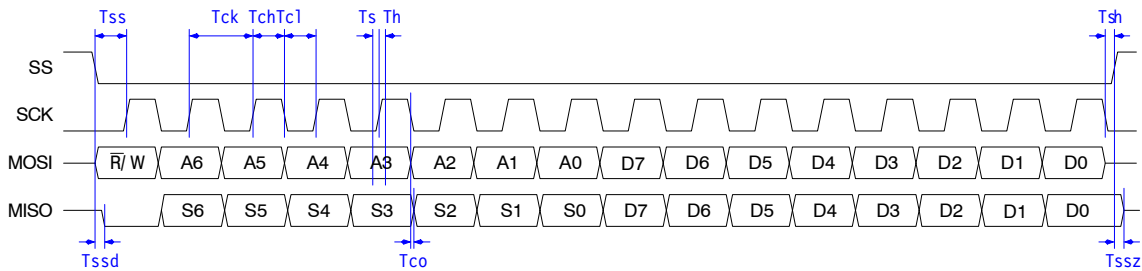 Tss Tck Tch Tcl Ts Th Tsh
SS
SCK
MOSI R̅/ W A6 A5 A4 A3 A2 A1 A0 D7 D6 D5 D4 D3 D2 D1 D0
MISO S6 S5 S4 S3 S2 S1 S0 D7 D6 D5 D4 D3 D2 D1 D0
Tssd Tco Tssz